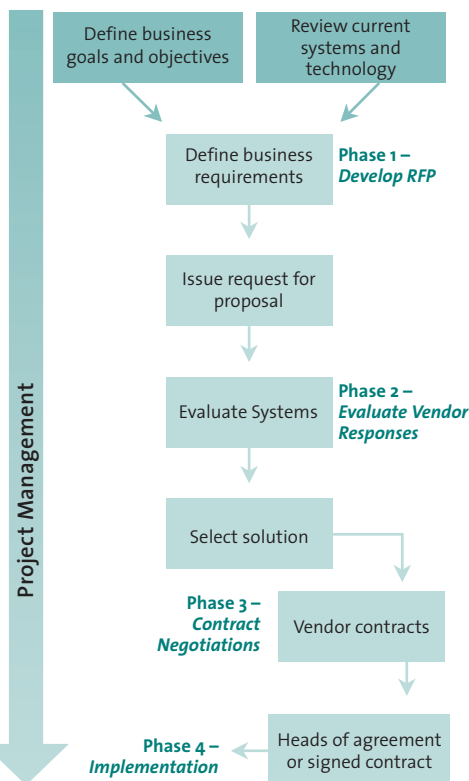 Define business
goals and objectives
Review current
systems and
technology
Define business
requirements
Phase 1 –
Develop RFP
Issue request for
proposal
Evaluate Systems
Phase 2 –
Evaluate Vendor
Responses
Select solution
Phase 3 –
Contract
Negotiations
Vendor contracts
Heads of agreement
or signed contract
Phase 4 –
Implementation
Project Management